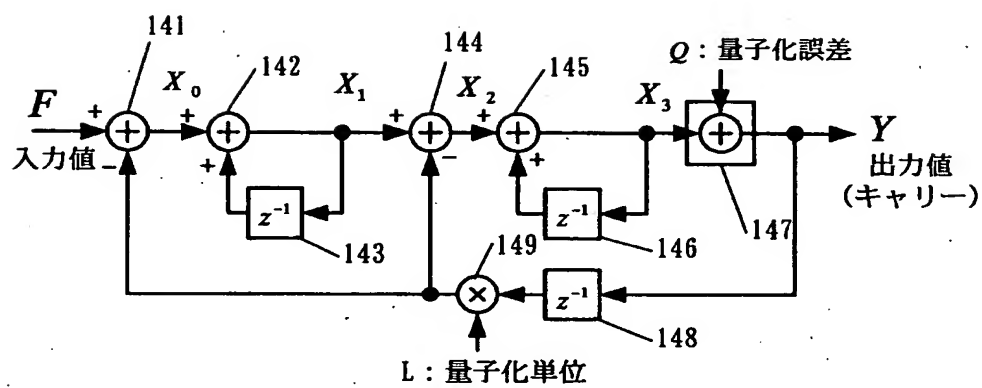 141
144
142
145
Q：量子化誤差
X₀
X₁
X₂
X₃
F
+
+
+
+
+
+
+
+
+
Y
入力値
-
+
-
+
出力値
(キャリー)
z⁻¹
z⁻¹
147
143
149
146
×
z⁻¹
148
L：量子化単位